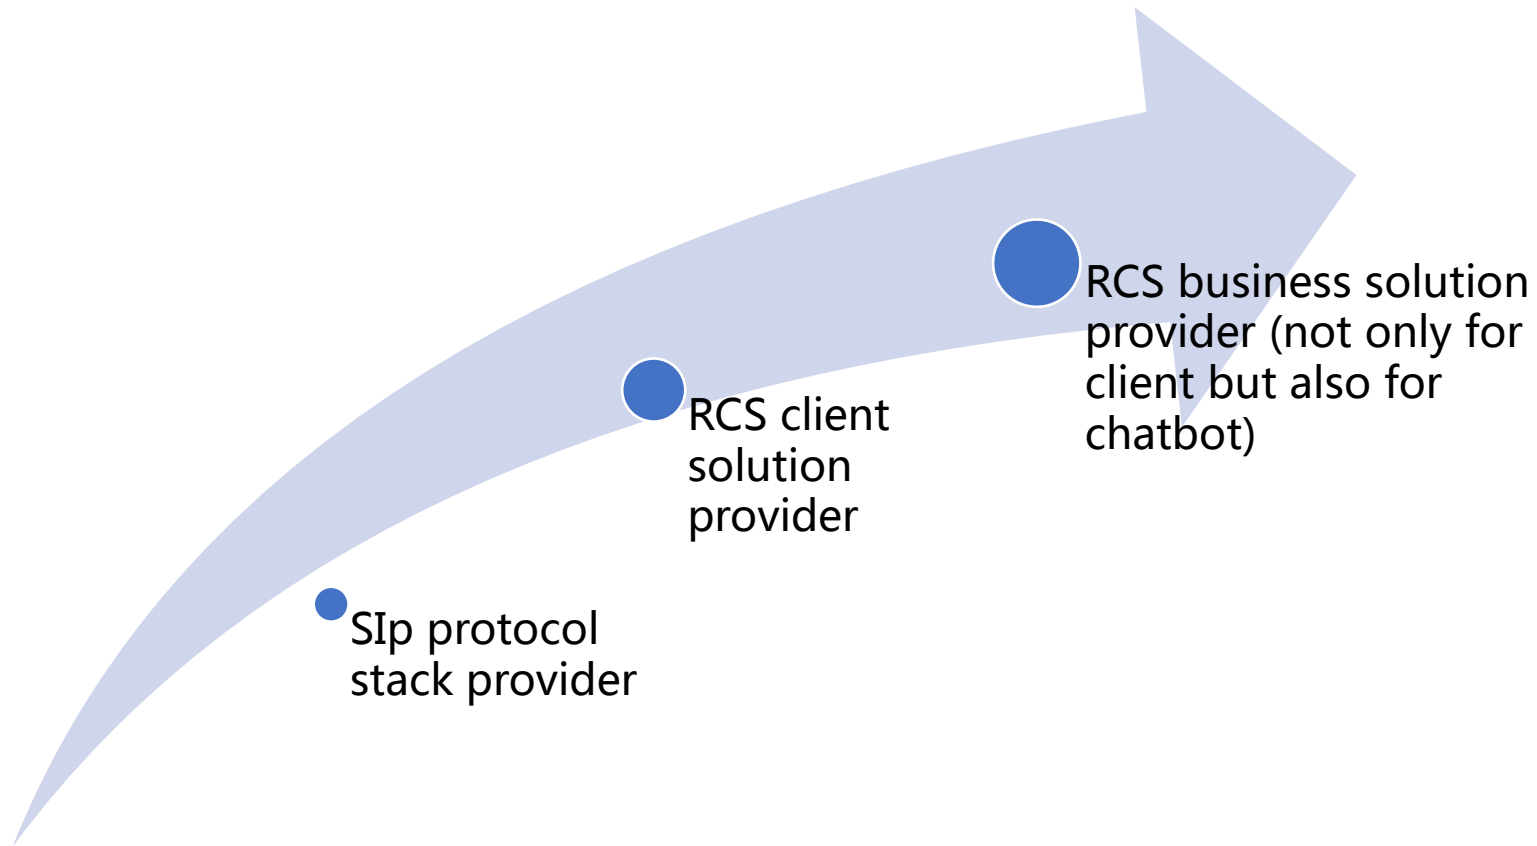 RCS business solution
provider (not only for
client but also for
chatbot)
RCS client
solution
provider
SIp protocol
stack provider